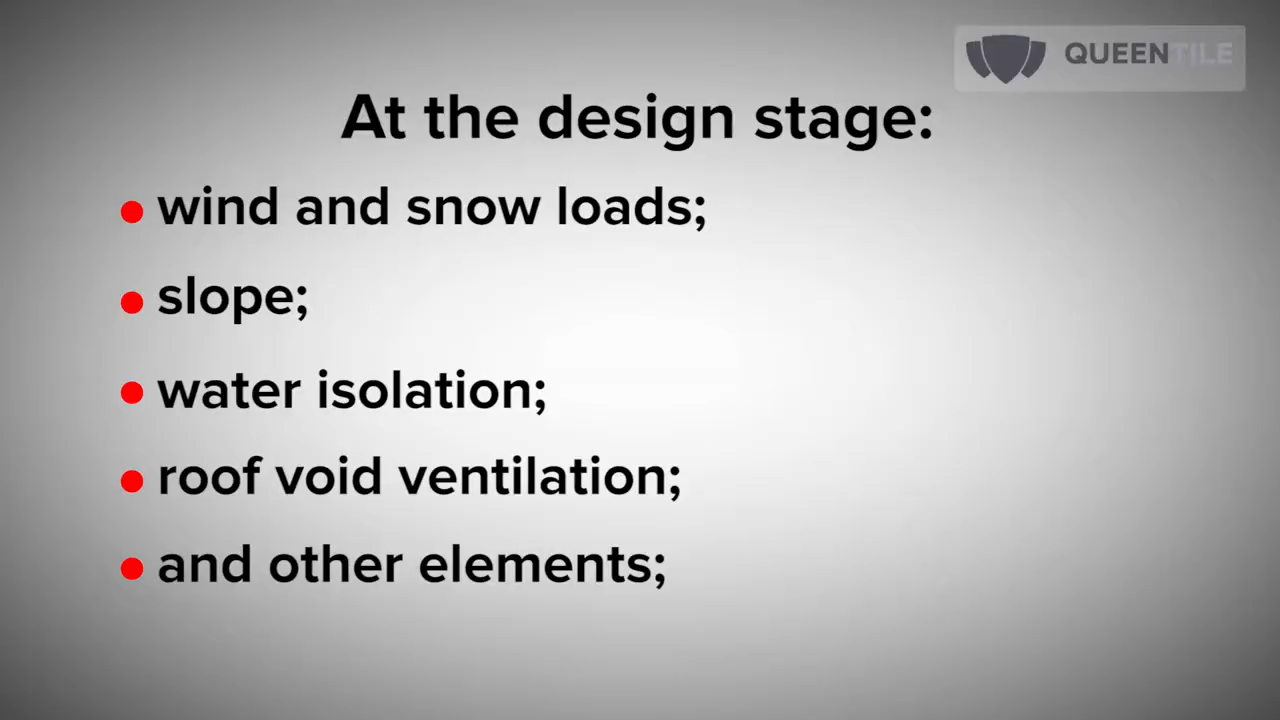 QUEENTILE
At the design stage:
wind and snow loads;
slope;
water isolation;
roof void ventilation;
and other elements;